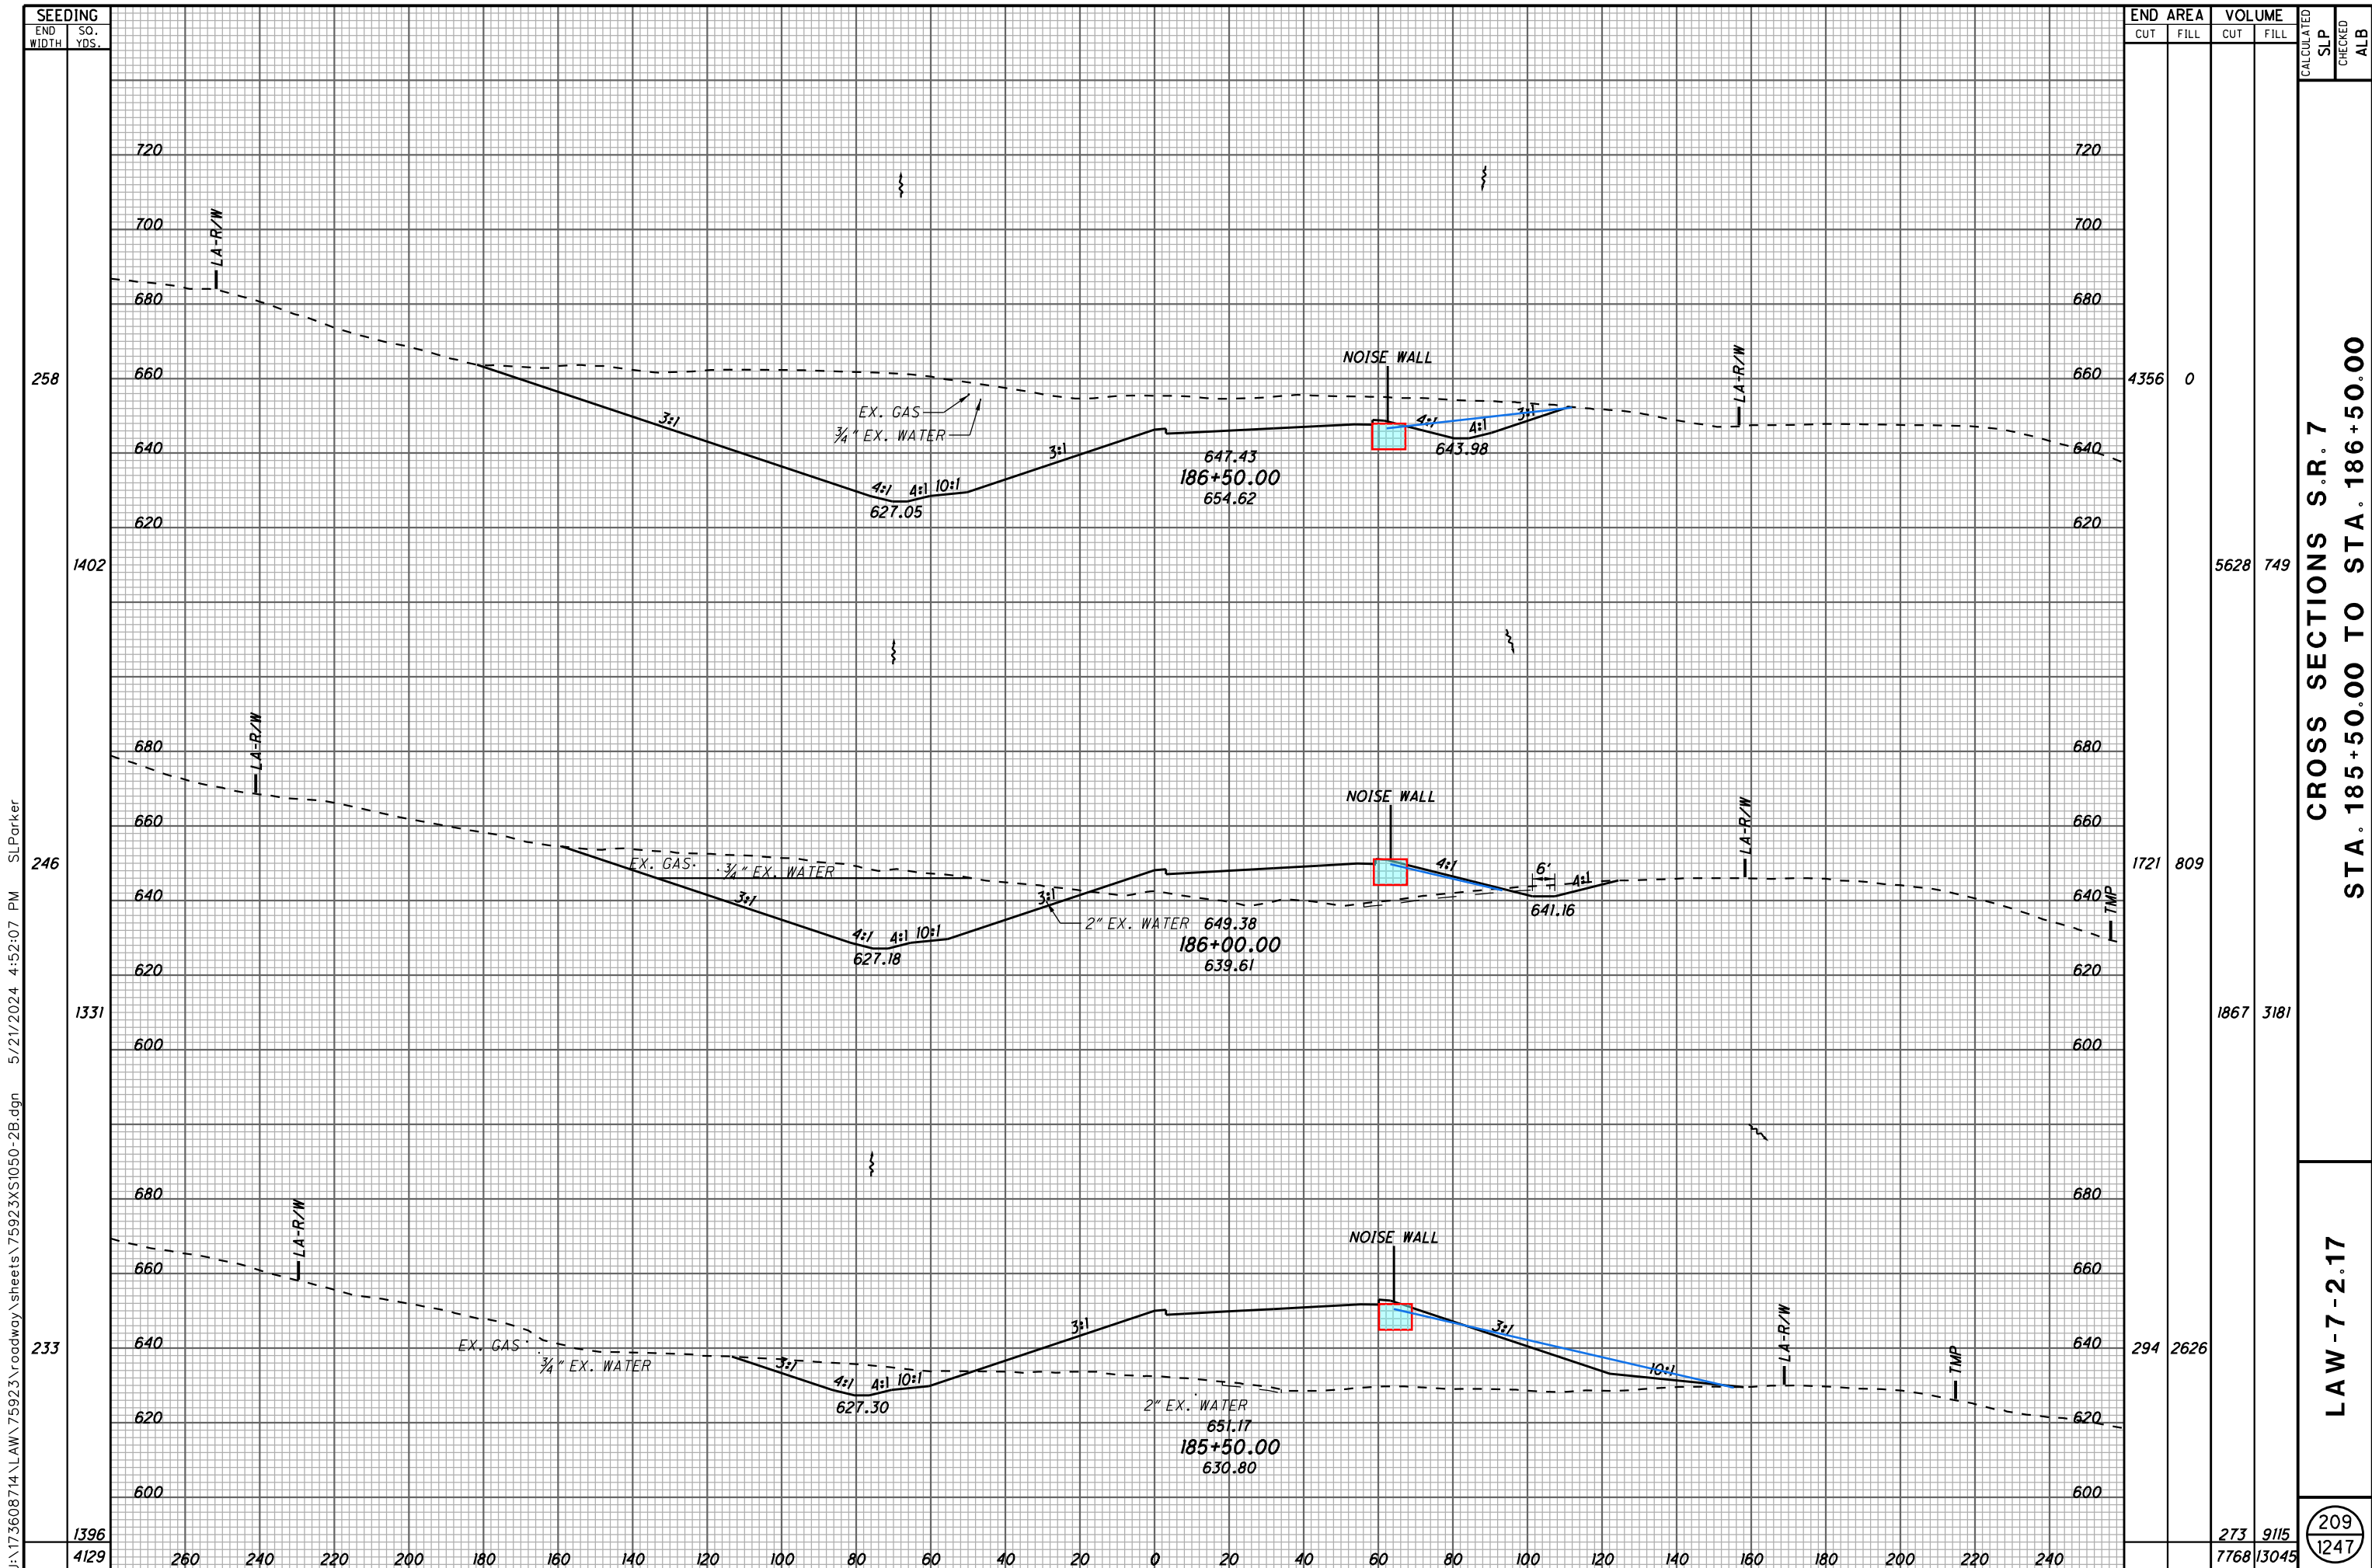 SEEDING
END WIDTH
SQ. YDS.
END AREA
VOLUME
CUT
FILL
CUT
FILL
CALCULATED
SLP
CHECKED
ALB
720
720
700
700
LA-R/W
680
680
NOISE WALL
LA-R/W
258
660
660
4356
0
3:1
EX. GAS
3/4" EX. WATER
4:1
3:1
4:1
643.98
640
3:1
640
647.43
186+50.00
654.62
4:1
4:1
10:1
627.05
620
620
1402
5628
749
680
LA-R/W
680
NOISE WALL
660
660
LA-R/W
246
EX. GAS
3/4" EX. WATER
4:1
6'
4:1
1721
809
640
3:1
3:1
641.16
640
TMP
2" EX. WATER
649.38
186+00.00
639.61
4:1
4:1
10:1
627.18
620
620
1331
1867
3181
600
600
680
680
LA-R/W
NOISE WALL
660
660
3:1
3:1
LA-R/W
233
640
EX. GAS
3/4" EX. WATER
3:1
10:1
TMP
640
294
2626
4:1
4:1
10:1
627.30
620
2" EX. WATER
651.17
185+50.00
630.80
620
600
600
1396
273
9115
4129
7768
13045
260 240 220 200 180 160 140 120 100 80 60 40 20 0 20 40 60 80 100 120 140 160 180 200 220 240
CROSS SECTIONS S.R. 7
STA. 185+50.00 TO STA. 186+50.00
LAW-7-2.17
209
1247
J:\173608714\LAW\75923\roadway\sheets\75923XS1050-2B.dgn 5/21/2024 4:52:07 PM SLParker